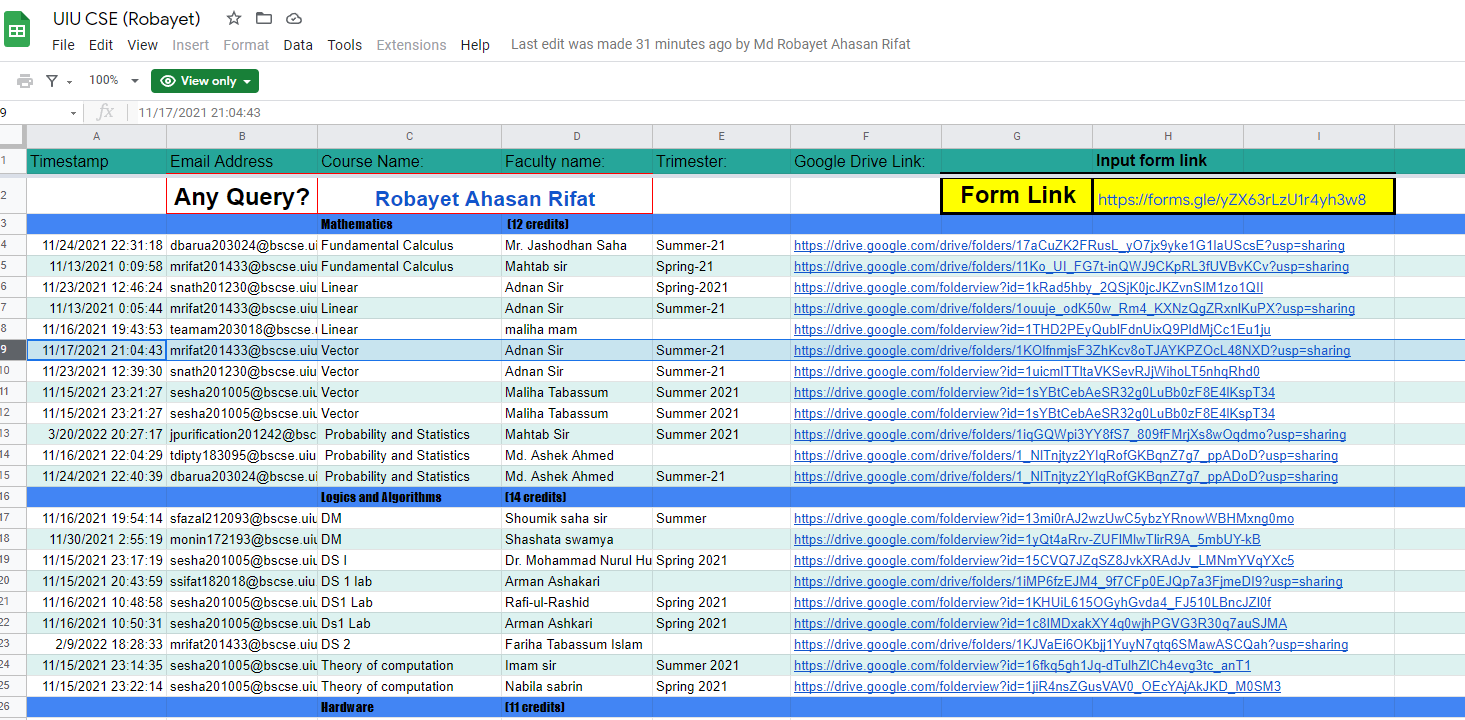 UIU CSE (Robayet)
File Edit View Insert Format Data Tools Extensions Help Last edit was made 31 minutes ago by Md Robayet Ahasan Rifat
100% View only
9 fx 11/17/2021 21:04:43
A B C D E F G H I
1 Timestamp Email Address Course Name: Faculty name: Trimester: Google Drive Link: Input form link
2 Any Query? Robayet Ahasan Rifat Form Link https://forms.gle/yZX63rLzU1r4yh3w8
3 Mathematics (12 credits)
4 11/24/2021 22:31:18 dbarua203024@bscse.ui Fundamental Calculus Mr. Jashodhan Saha Summer-21 https://drive.google.com/drive/folders/17aCuZK2FRusL_yO7jx9yke1G1laUScsE?usp=sharing
5 11/13/2021 0:09:58 mrifat201433@bscse.uiu Fundamental Calculus Mahtab sir Spring-21 https://drive.google.com/drive/folders/11Ko_UI_FG7t-inQWJ9CKpRL3fUVBvKCv?usp=sharing
6 11/23/2021 12:46:24 snath201230@bscse.uiu Linear Adnan Sir Spring-2021 https://drive.google.com/folderview?id=1kRad5hby_2QSjK0jcJKZvnSIM1zo1QII
7 11/13/2021 0:05:44 mrifat201433@bscse.uiu Linear Adnan Sir Summer-21 https://drive.google.com/drive/folders/1ouuje_odK50w_Rm4_KXNzQgZRxnlKuPX?usp=sharing
8 11/16/2021 19:43:53 teamam203018@bscse.u Linear maliha mam https://drive.google.com/folderview?id=1THD2PEyQublFdnUixQ9PldMjCc1Eu1ju
9 11/17/2021 21:04:43 mrifat201433@bscse.uiu Vector Adnan Sir Summer-21 https://drive.google.com/drive/folders/1KOlfnmjsF3ZhKcv8oTJAYKPZOcL48NXD?usp=sharing
10 11/23/2021 12:39:30 snath201230@bscse.uiu Vector Adnan Sir Summer-21 https://drive.google.com/folderview?id=1uicmITTltaVKSevRJjWihoLT5nhqRhd0
11 11/15/2021 23:21:27 sesha201005@bscse.uiu Vector Maliha Tabassum Summer 2021 https://drive.google.com/folderview?id=1sYBtCebAeSR32g0LuBb0zF8E4lKspT34
12 11/15/2021 23:21:27 sesha201005@bscse.uiu Vector Maliha Tabassum Summer 2021 https://drive.google.com/folderview?id=1sYBtCebAeSR32g0LuBb0zF8E4lKspT34
13 3/20/2022 20:27:17 jpurification201242@bsc Probability and Statistics Mahtab Sir Summer 2021 https://drive.google.com/drive/folders/1iqGQWpi3YY8fS7_809fFMrjXs8wOqdmo?usp=sharing
14 11/16/2021 22:04:29 tdipty183095@bscse.uiu Probability and Statistics Md. Ashek Ahmed https://drive.google.com/drive/folders/1_NITnjtyz2YIqRofGKBqnZ7g7_ppADoD?usp=sharing
15 11/24/2021 22:40:39 dbarua203024@bscse.ui Probability and Statistics Md. Ashek Ahmed Summer-21 https://drive.google.com/drive/folders/1_NITnjtyz2YIqRofGKBqnZ7g7_ppADoD?usp=sharing
16 Logics and Algorithms (14 credits)
17 11/16/2021 19:54:14 sfazal212093@bscse.uiu DM Shoumik saha sir Summer https://drive.google.com/folderview?id=13mi0rAJ2wzUwC5ybzYRnowWBHMxng0mo
18 11/30/2021 2:55:19 monin172193@bscse.uiu DM Shashata swamya https://drive.google.com/folderview?id=1yQt4aRrv-ZUFlMlwTlirR9A_5mbUY-kB
19 11/15/2021 23:17:19 sesha201005@bscse.uiu DS I Dr. Mohammad Nurul Hu Spring 2021 https://drive.google.com/folderview?id=15CVQ7JZqSZ8JvkXRAdJv_LMNmYVqYXc5
20 11/15/2021 20:43:59 ssifat182018@bscse.uiu. DS 1 lab Arman Ashakari https://drive.google.com/drive/folders/1iMP6fzEJM4_9f7CFp0EJQp7a3FjmeDI9?usp=sharing
21 11/16/2021 10:48:58 sesha201005@bscse.uiu DS1 Lab Rafi-ul-Rashid Spring 2021 https://drive.google.com/folderview?id=1KHUiL615OGyhGvda4_FJ510LBncJZl0f
22 11/16/2021 10:50:31 sesha201005@bscse.uiu Ds1 Lab Arman Ashkari Spring 2021 https://drive.google.com/folderview?id=1c8IMDxakXY4q0wjhPGVG3R30q7auSJMA
23 2/9/2022 18:28:33 mrifat201433@bscse.uiu DS 2 Fariha Tabassum Islam https://drive.google.com/drive/folders/1KJVaEi6OKbjj1YuyN7qtq6SMawASCQah?usp=sharing
24 11/15/2021 23:14:35 sesha201005@bscse.uiu Theory of computation Imam sir Summer 2021 https://drive.google.com/folderview?id=16fkq5gh1Jq-dTulhZlCh4evg3tc_anT1
25 11/15/2021 23:22:14 sesha201005@bscse.uiu Theory of computation Nabila sabrin Spring 2021 https://drive.google.com/folderview?id=1jiR4nsZGusVAV0_OEcYAjAkJKD_M0SM3
26 Hardware (11 credits)